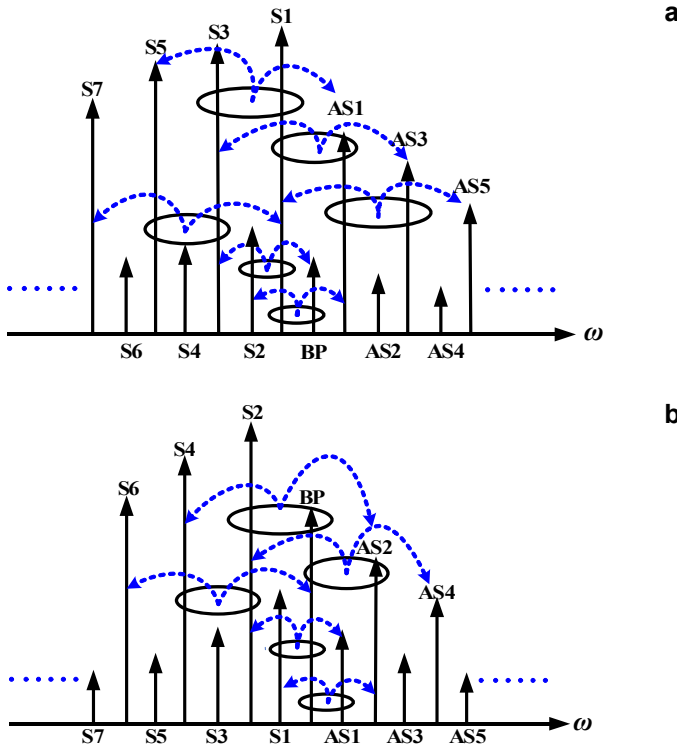 a
S1
S3
S5
S7
AS1
AS3
AS5
S6 S4 S2 BP AS2 AS4 ω
b
S2
S4
S6
BP
AS2
AS4
S7 S5 S3 S1 AS1 AS3 AS5 ω